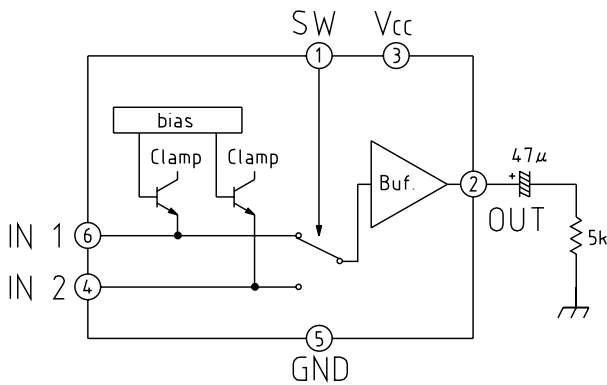 SW Vcc
1 3
bias
Clamp Clamp
47μ
+
Buf. 2
OUT
5k
IN 1 6
IN 2 4
5
GND